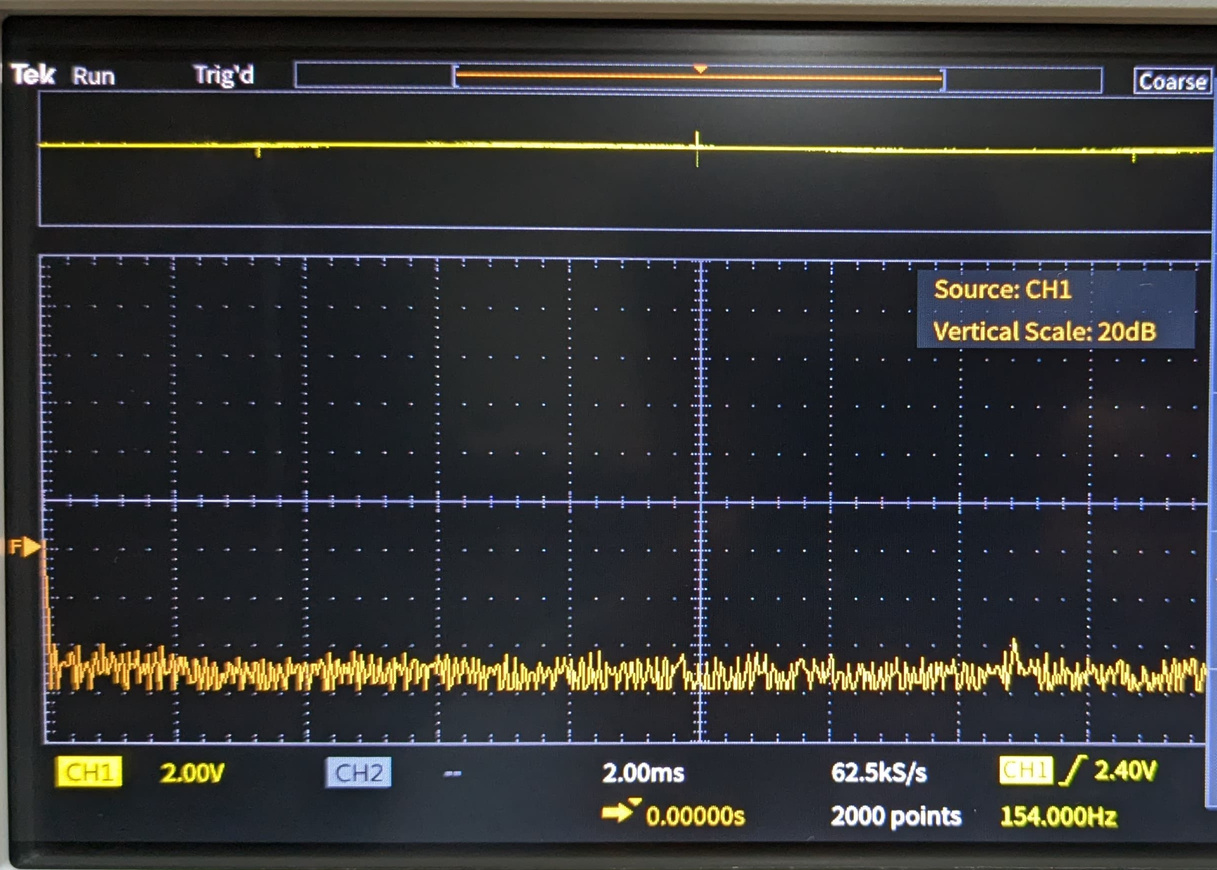 Tek Run Trig'd Coarse
Source: CH1
Vertical Scale: 20dB
F
CH1 2.00V CH2 -- 2.00ms 62.5kS/s CH1 2.40V
0.00000s 2000 points 154.000Hz